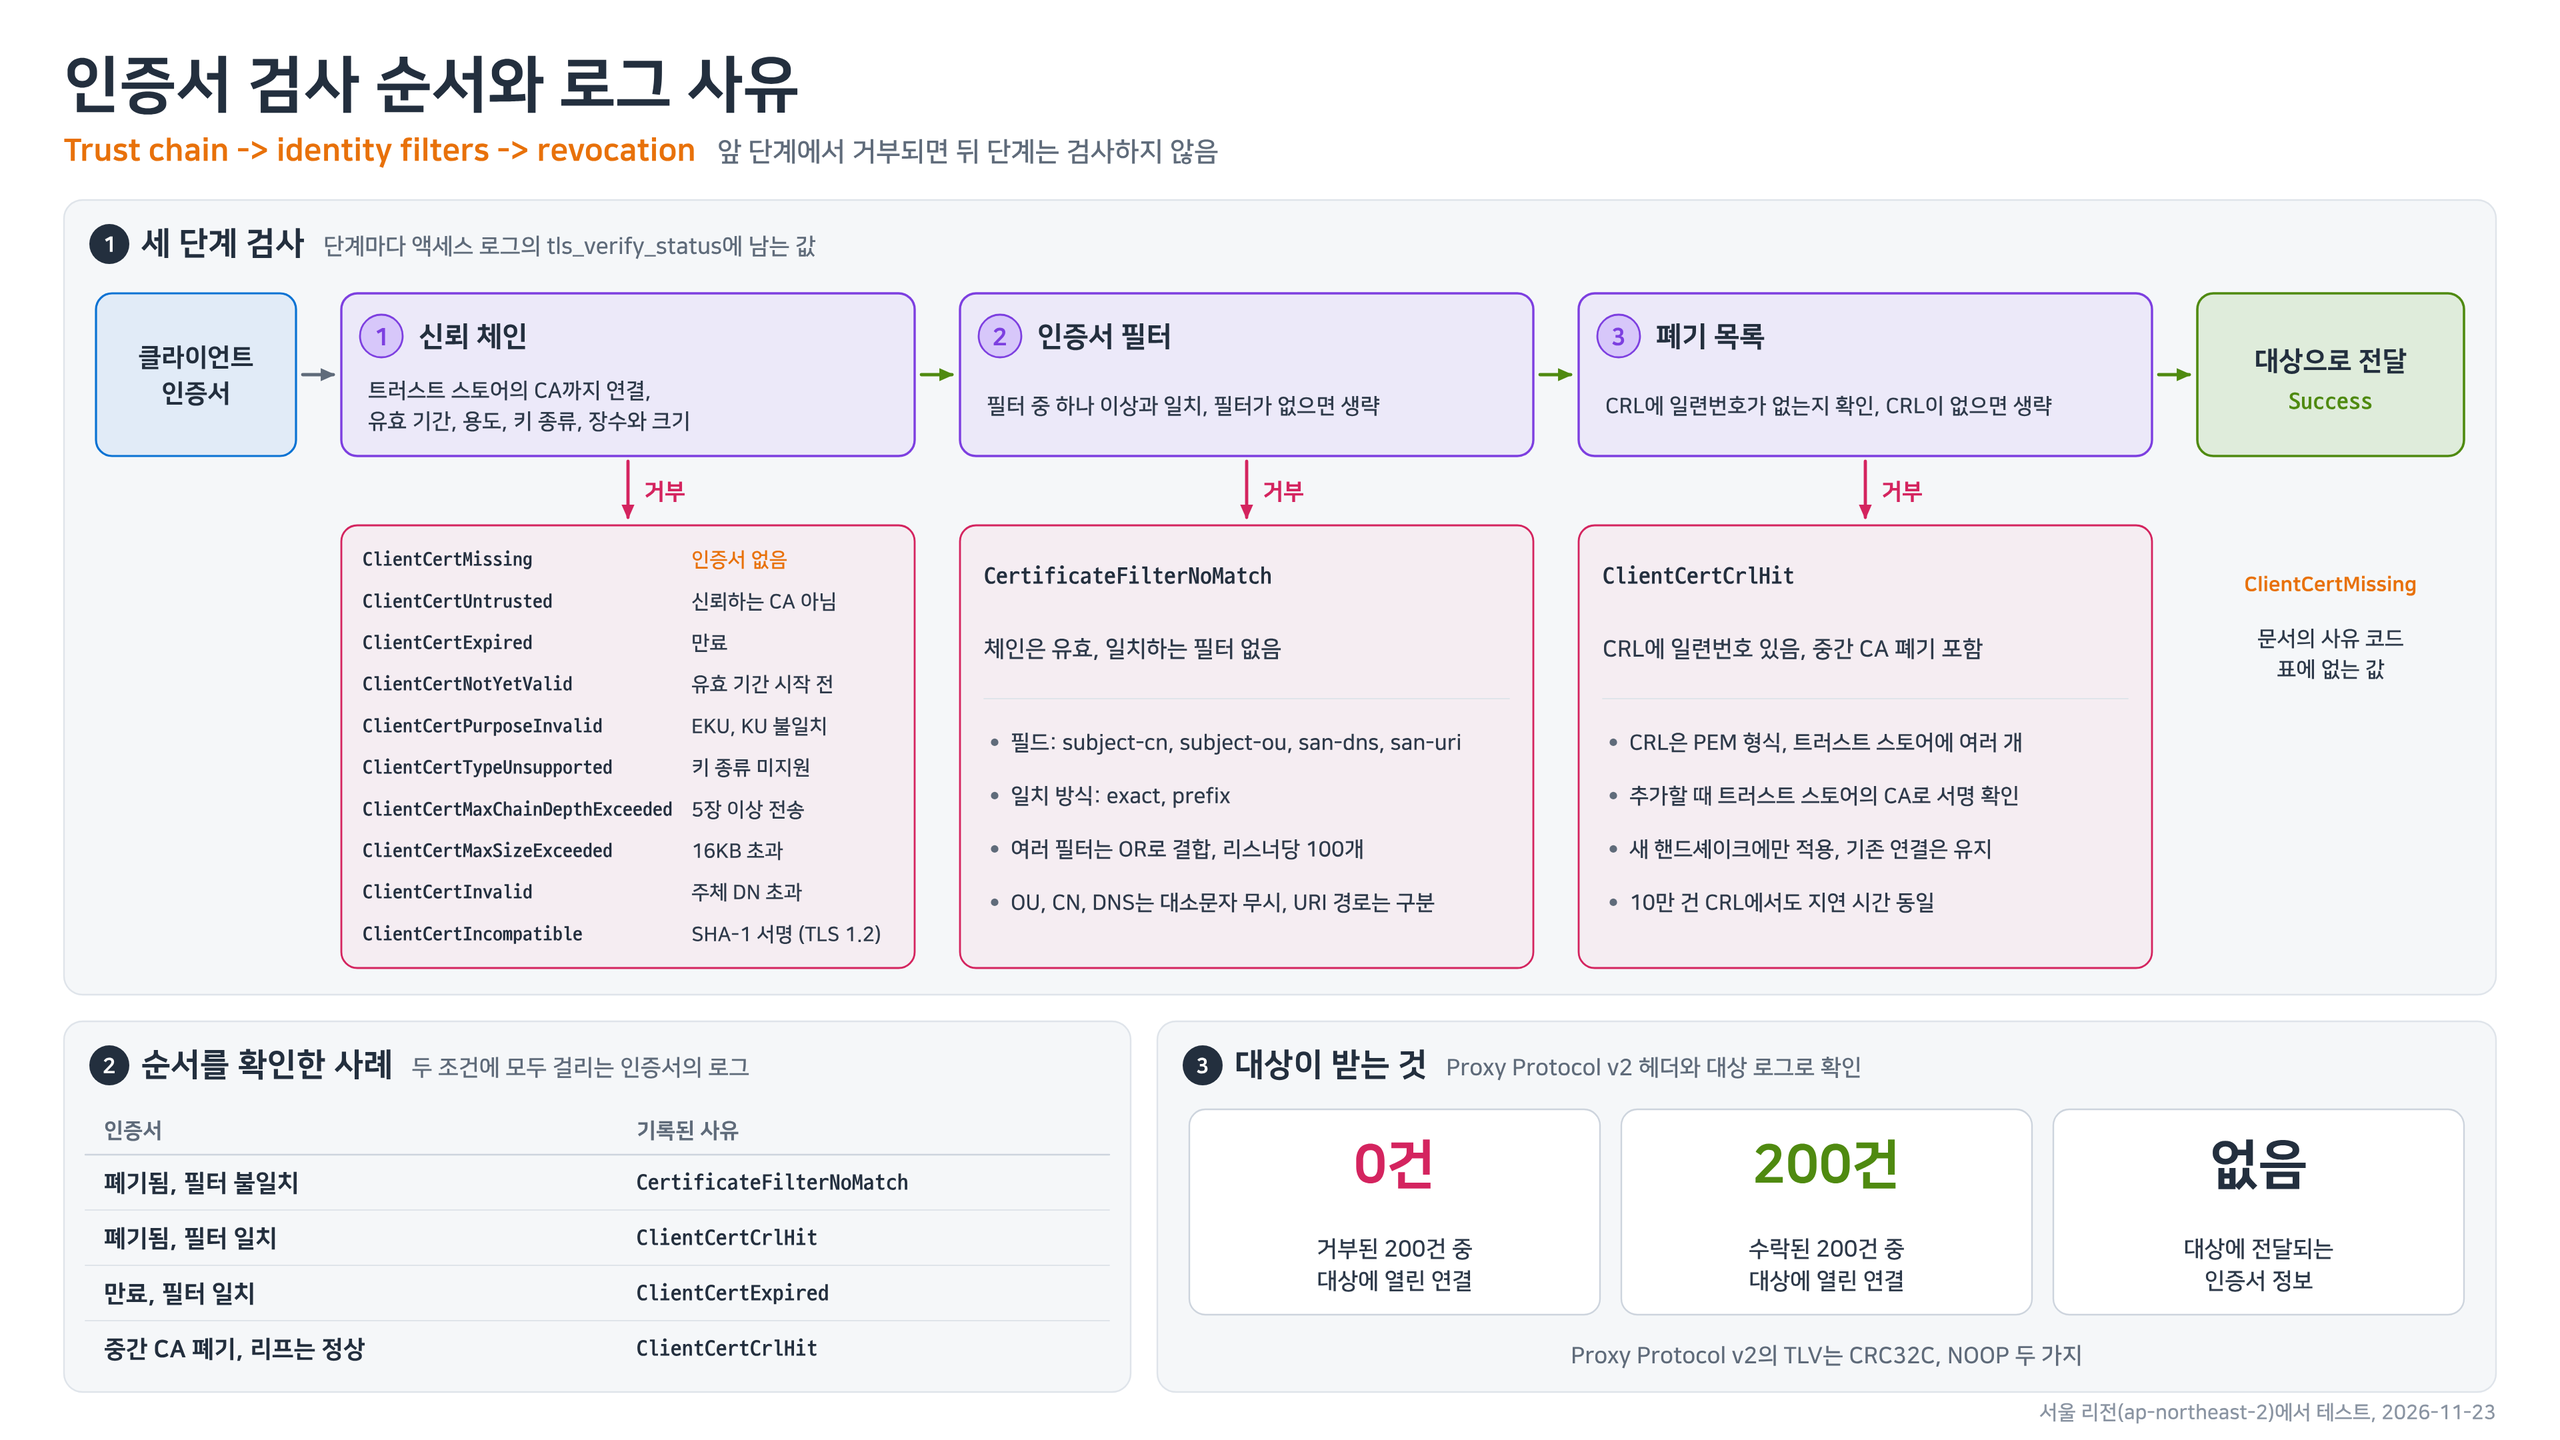 인증서 검사 순서와 로그 사유
Trust chain -> identity filters -> revocation 앞 단계에서 거부되면 뒤 단계는 검사하지 않음
1 세 단계 검사 단계마다 액세스 로그의 tls_verify_status에 남는 값
클라이언트
인증서
1 신뢰 체인
트러스트 스토어의 CA까지 연결,
유효 기간, 용도, 키 종류, 장수와 크기
2 인증서 필터
필터 중 하나 이상과 일치, 필터가 없으면 생략
3 폐기 목록
CRL에 일련번호가 없는지 확인, CRL이 없으면 생략
대상으로 전달
Success
거부
거부
거부
ClientCertMissing 인증서 없음
ClientCertUntrusted 신뢰하는 CA 아님
ClientCertExpired 만료
ClientCertNotYetValid 유효 기간 시작 전
ClientCertPurposeInvalid EKU, KU 불일치
ClientCertTypeUnsupported 키 종류 미지원
ClientCertMaxChainDepthExceeded 5장 이상 전송
ClientCertMaxSizeExceeded 16KB 초과
ClientCertInvalid 주체 DN 초과
ClientCertIncompatible SHA-1 서명 (TLS 1.2)
CertificateFilterNoMatch
체인은 유효, 일치하는 필터 없음
• 필드: subject-cn, subject-ou, san-dns, san-uri
• 일치 방식: exact, prefix
• 여러 필터는 OR로 결합, 리스너당 100개
• OU, CN, DNS는 대소문자 무시, URI 경로는 구분
ClientCertCrlHit
CRL에 일련번호 있음, 중간 CA 폐기 포함
• CRL은 PEM 형식, 트러스트 스토어에 여러 개
• 추가할 때 트러스트 스토어의 CA로 서명 확인
• 새 핸드셰이크에만 적용, 기존 연결은 유지
• 10만 건 CRL에서도 지연 시간 동일
ClientCertMissing
문서의 사유 코드
표에 없는 값
2 순서를 확인한 사례 두 조건에 모두 걸리는 인증서의 로그
인증서 기록된 사유
폐기됨, 필터 불일치 CertificateFilterNoMatch
폐기됨, 필터 일치 ClientCertCrlHit
만료, 필터 일치 ClientCertExpired
중간 CA 폐기, 리프는 정상 ClientCertCrlHit
3 대상이 받는 것 Proxy Protocol v2 헤더와 대상 로그로 확인
0건
거부된 200건 중
대상에 열린 연결
200건
수락된 200건 중
대상에 열린 연결
없음
대상에 전달되는
인증서 정보
Proxy Protocol v2의 TLV는 CRC32C, NOOP 두 가지
서울 리전(ap-northeast-2)에서 테스트, 2026-11-23